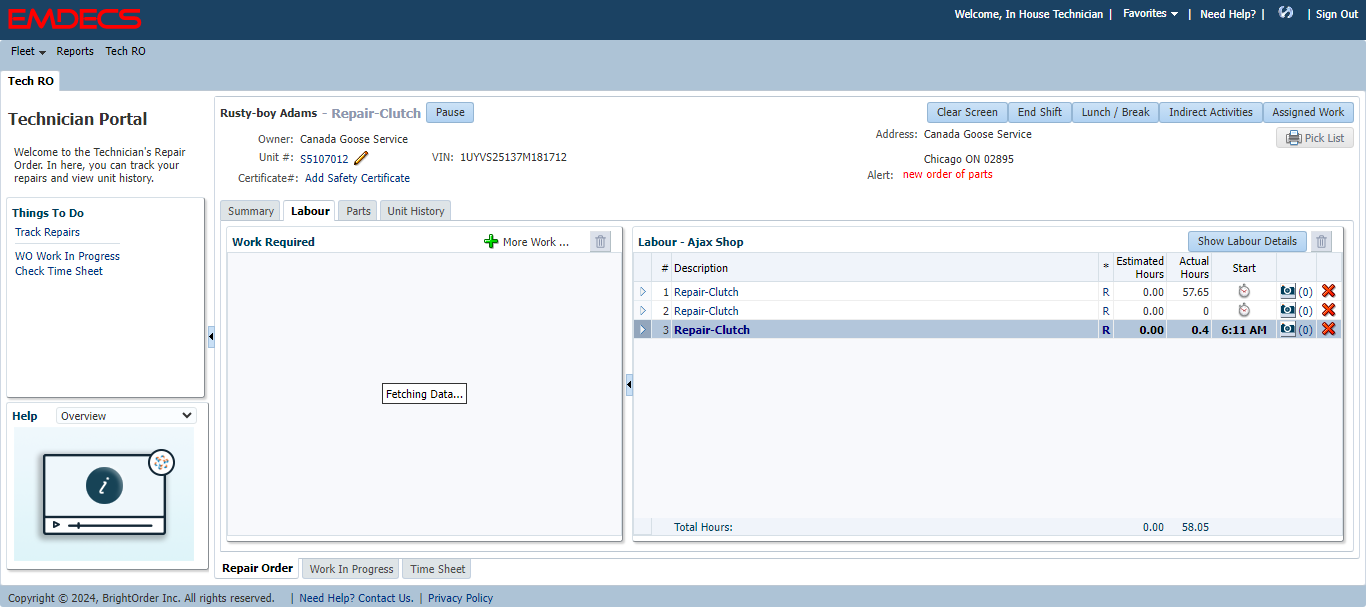 EMDECS
Welcome, In House Technician | Favorites | Need Help? | | Sign Out
Fleet Reports Tech RO
Tech RO
Technician Portal
Welcome to the Technician's Repair
Order. In here, you can track your
repairs and view unit history.
Things To Do
Track Repairs
WO Work In Progress
Check Time Sheet
Help Overview
i
Rusty-boy Adams - Repair-Clutch Pause
Clear Screen End Shift Lunch / Break Indirect Activities Assigned Work
Pick List
Owner: Canada Goose Service
Unit #: S5107012 VIN: 1UYVS25137M181712
Certificate#: Add Safety Certificate
Address: Canada Goose Service
Chicago ON 02895
Alert: new order of parts
Summary Labour Parts Unit History
Work Required More Work ...
Fetching Data...
Labour - Ajax Shop Show Labour Details
# Description * Estimated Hours Actual Hours Start
1 Repair-Clutch R 0.00 57.65 (0)
2 Repair-Clutch R 0.00 0 (0)
3 Repair-Clutch R 0.00 0.4 6:11 AM (0)
Total Hours: 0.00 58.05
Repair Order Work In Progress Time Sheet
Copyright © 2024, BrightOrder Inc. All rights reserved. | Need Help? Contact Us. | Privacy Policy